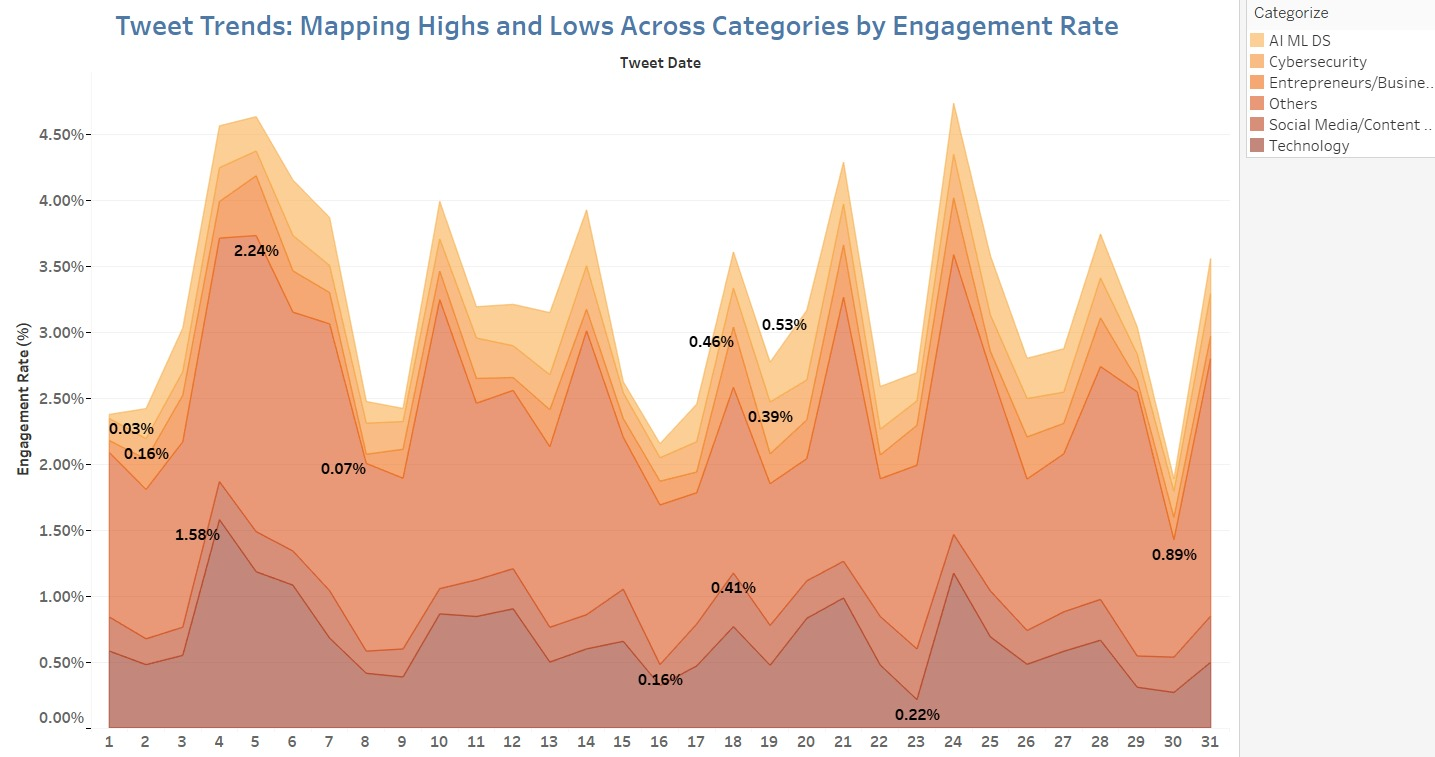 Tweet Trends: Mapping Highs and Lows Across Categories by Engagement Rate
Tweet Date
Engagement Rate (%)
4.50%
4.00%
3.50%
3.00%
2.50%
2.00%
1.50%
1.00%
0.50%
0.00%
2.24%
0.53%
0.46%
0.39%
0.03%
0.16%
0.07%
1.58%
0.89%
0.41%
0.16%
0.22%
1 2 3 4 5 6 7 8 9 10 11 12 13 14 15 16 17 18 19 20 21 22 23 24 25 26 27 28 29 30 31
Categorize
AI ML DS
Cybersecurity
Entrepreneurs/Busine..
Others
Social Media/Content ..
Technology